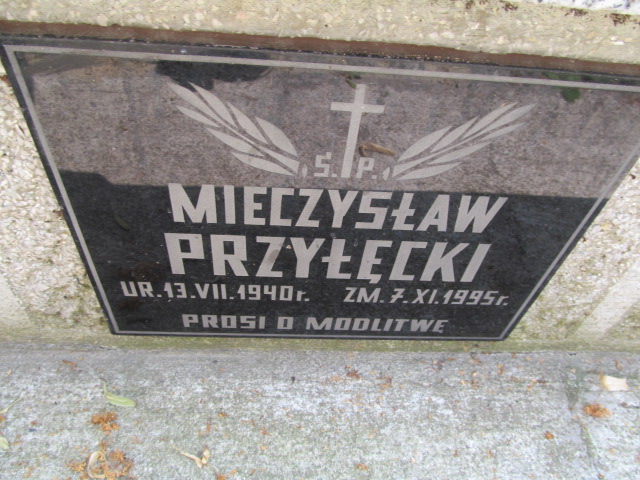 Ś. P.
MIECZYSŁAW
PRZYŁĘCKI
UR. 13. VII. 1940r. ZM. 7. XI. 1995r.
PROSI O MODLITWĘ